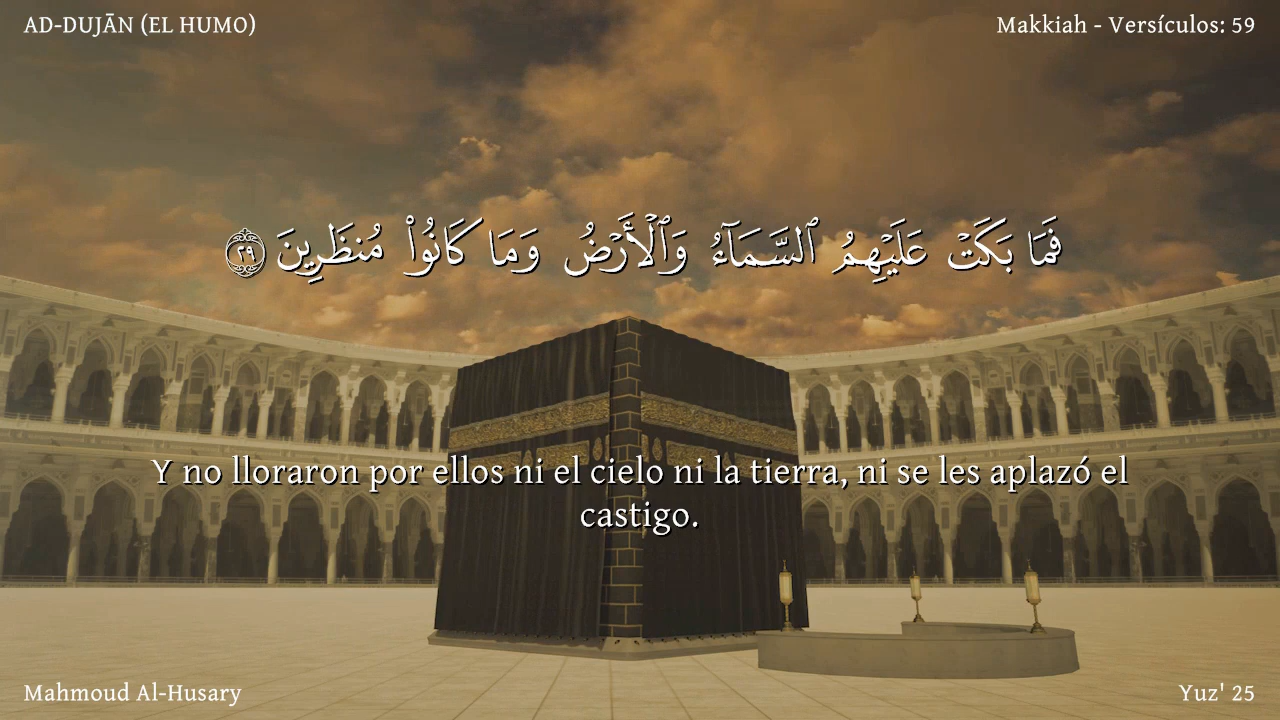 AD-DUJĀN (EL HUMO)
Makkiah - Versículos: 59
فَمَا بَكَتۡ عَلَيۡهِمُ ٱلسَّمَآءُ وَٱلۡأَرۡضُ وَمَا كَانُواْ مُنظَرِينَ ٢٩
Y no lloraron por ellos ni el cielo ni la tierra, ni se les aplazó el
castigo.
Mahmoud Al-Husary
Yuz' 25